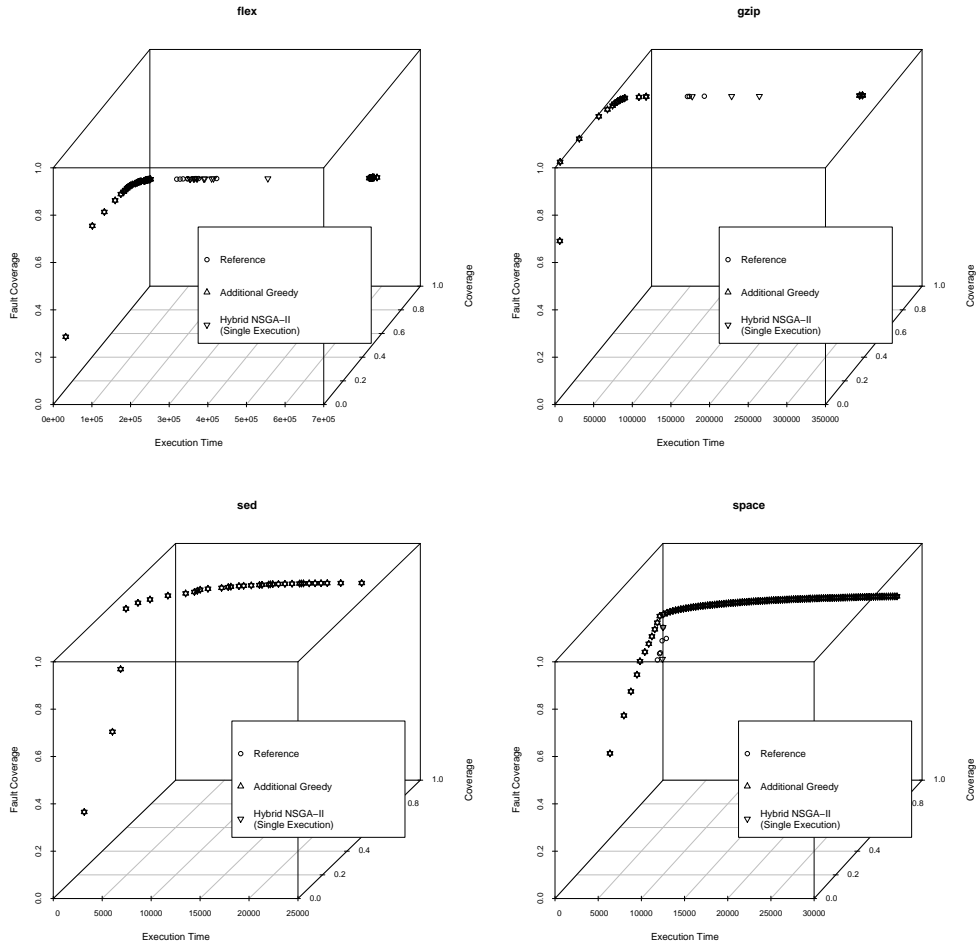 flex
1.0
0.8
0.6
0.4
0.2
0.0
Fault Coverage
0e+00 1e+05 2e+05 4e+05 5e+05 6e+05 7e+05
Execution Time
0.0
0.2
0.4
0.6
0.8
1.0
Coverage
Reference
Additional Greedy
Hybrid NSGA−II
(Single Execution)
gzip
1.0
0.8
0.6
0.4
0.2
0.0
Fault Coverage
0 50000 100000 150000 200000 250000 300000 350000
Execution Time
0.0
0.2
0.4
0.6
0.8
1.0
Coverage
Reference
Additional Greedy
Hybrid NSGA−II
(Single Execution)
sed
1.0
0.8
0.6
0.4
0.2
0.0
Fault Coverage
0 5000 10000 15000 20000 25000
Execution Time
0.0
0.2
0.4
0.8
1.0
Coverage
Reference
Additional Greedy
Hybrid NSGA−II
(Single Execution)
space
1.0
0.8
0.6
0.4
0.2
0.0
Fault Coverage
0 5000 10000 15000 20000 25000 30000
Execution Time
0.0
0.2
0.4
0.8
1.0
Coverage
Reference
Additional Greedy
Hybrid NSGA−II
(Single Execution)